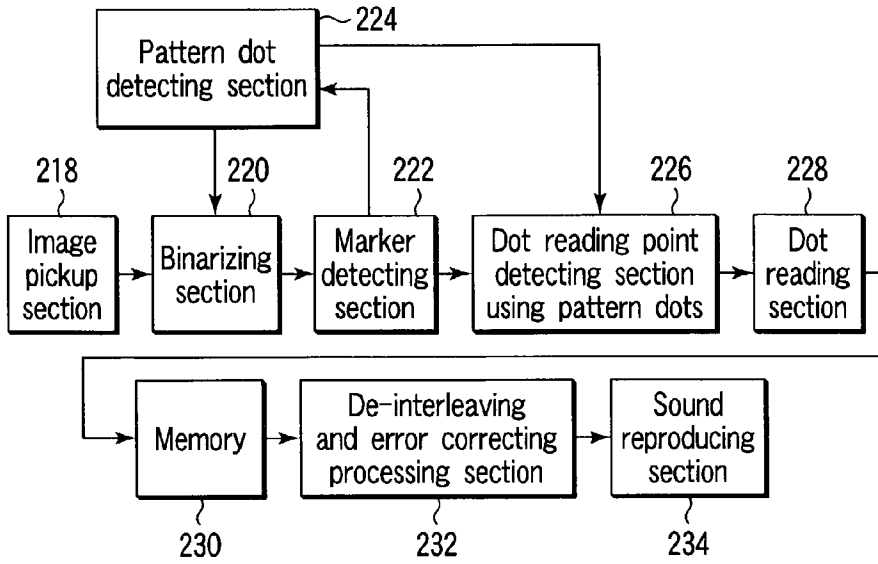 224
Pattern dot
detecting section
218
220
222
226
228
Image
pickup
section
Binarizing
section
Marker
detecting
section
Dot reading point
detecting section
using pattern dots
Dot
reading
section
Memory
De-interleaving
and error correcting
processing section
Sound
reproducing
section
230
232
234